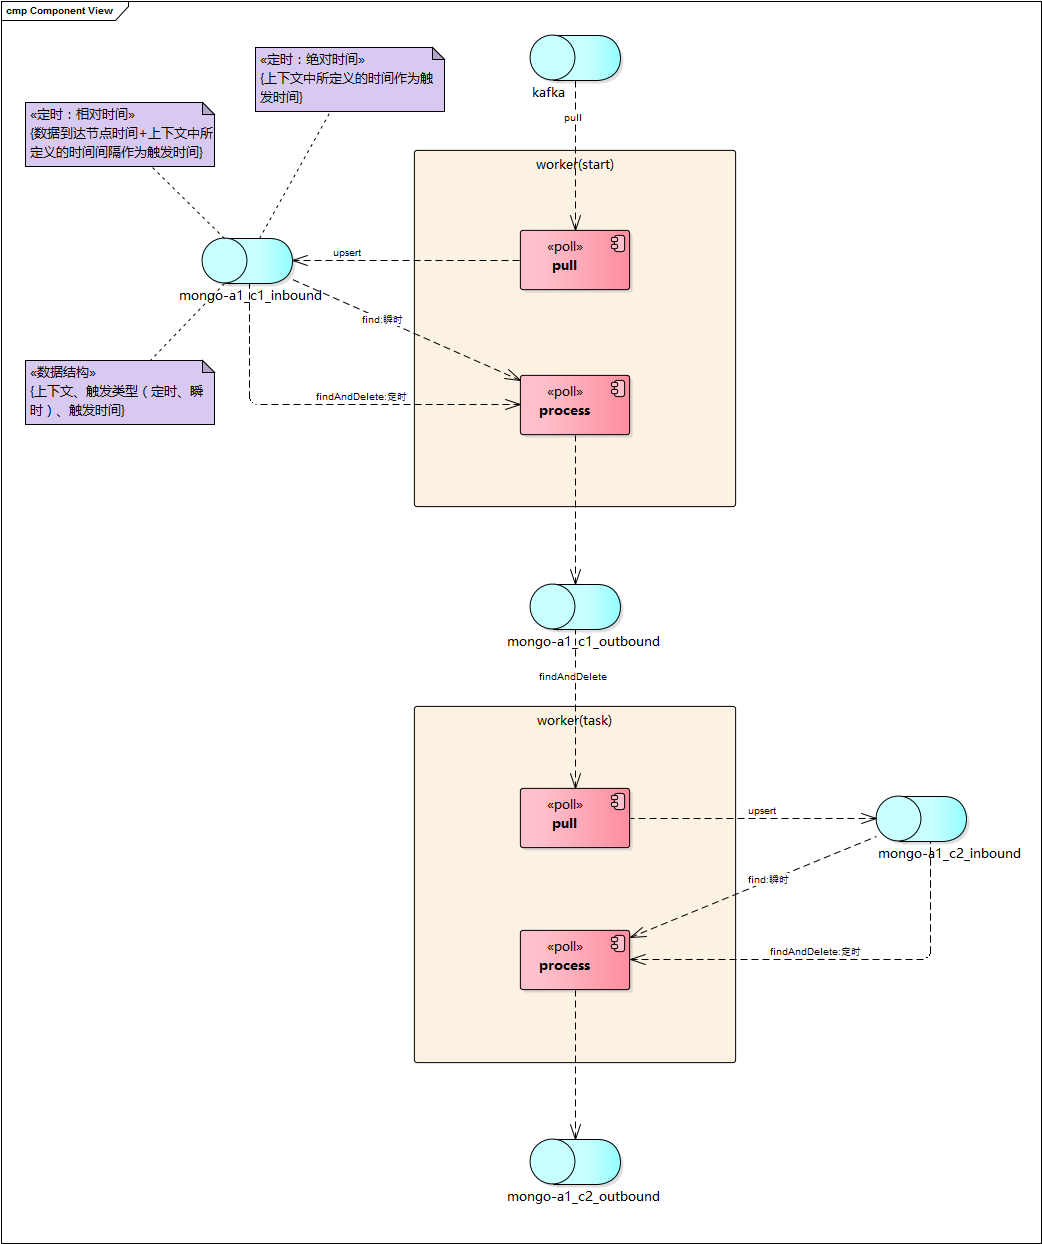 cmp Component View
«定时：绝对时间»
{上下文中所定义的时间作为触
发时间}
kafka
pull
«定时：相对时间»
{数据到达节点时间+上下文中所
定义的时间间隔作为触发时间}
worker(start)
«poll»
pull
upsert
mongo-a1_c1_inbound
find:瞬时
«数据结构»
{上下文、触发类型（定时、瞬
时）、触发时间}
findAndDelete:定时
«poll»
process
mongo-a1_c1_outbound
findAndDelete
worker(task)
«poll»
pull
upsert
mongo-a1_c2_inbound
find:瞬时
«poll»
process
findAndDelete:定时
mongo-a1_c2_outbound